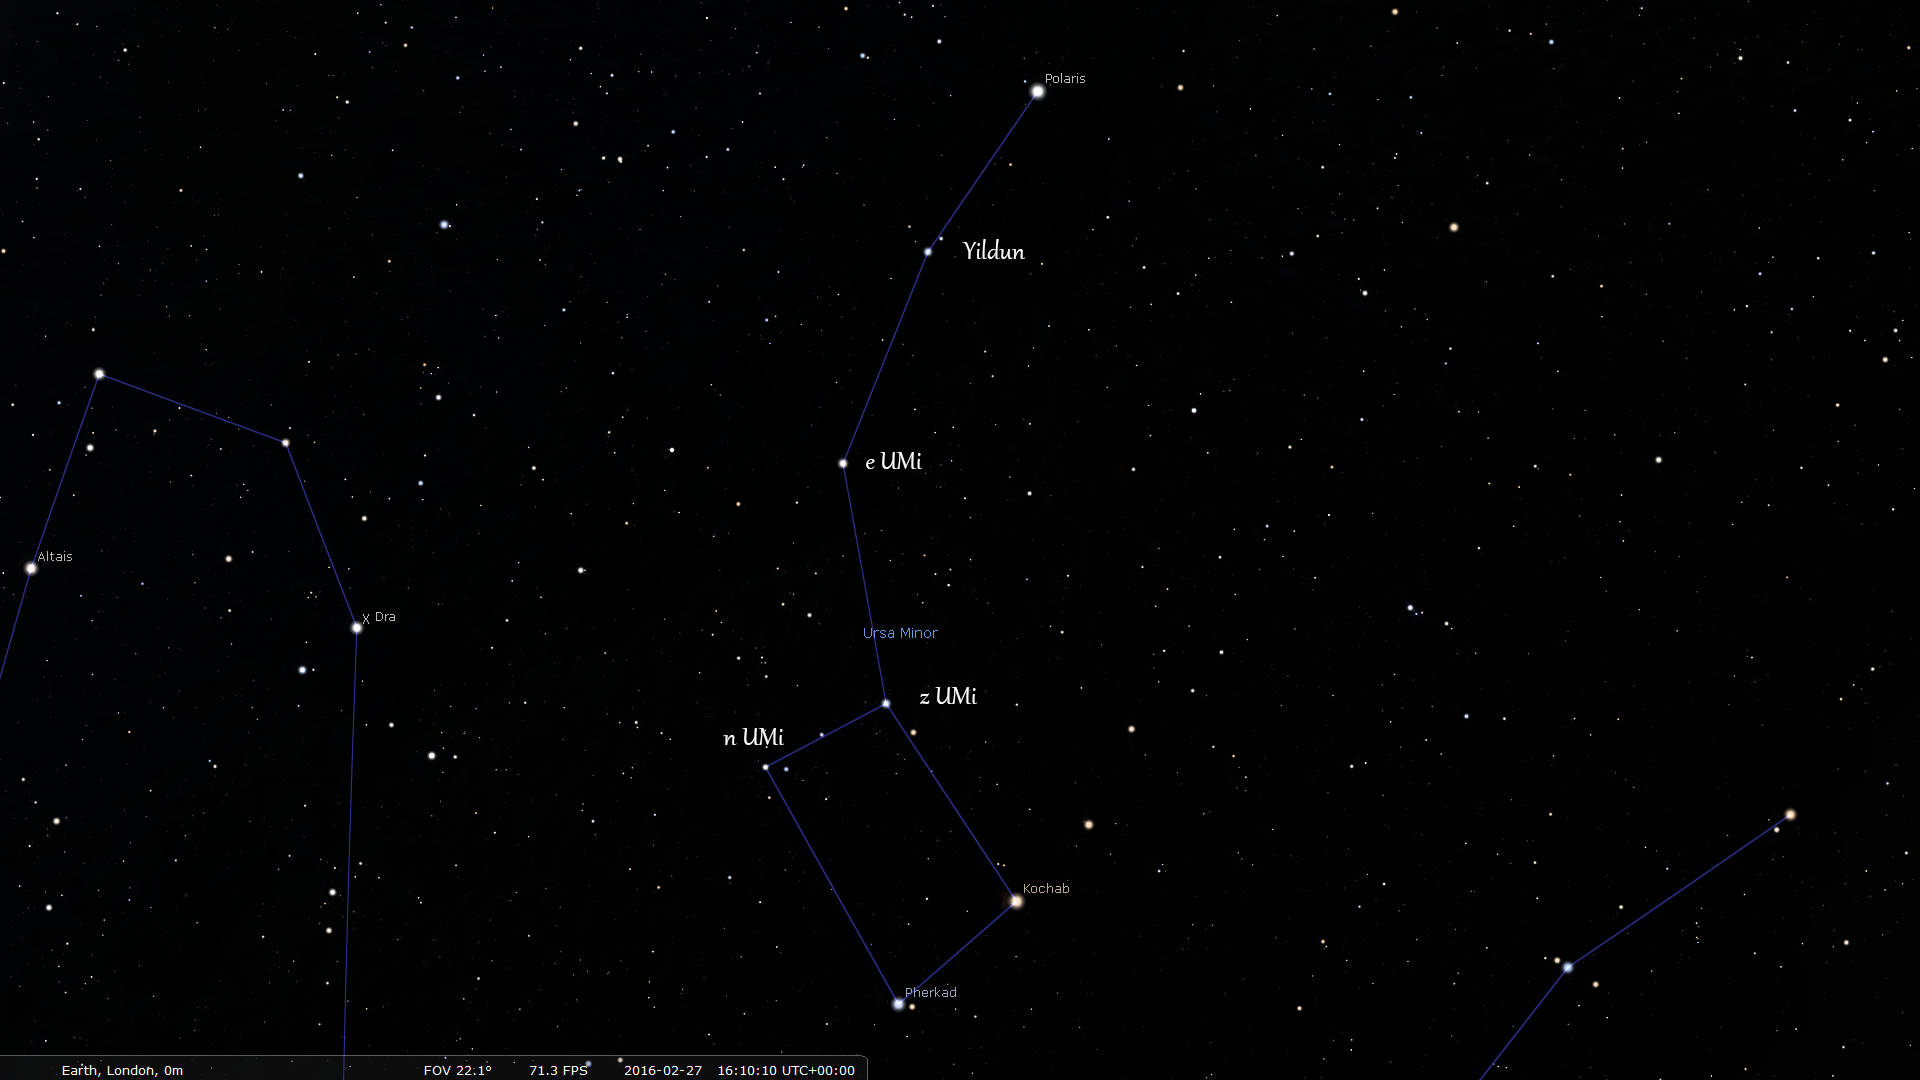 Polaris
Yildun
e UMi
Altais
χ Dra
Ursa Minor
z UMi
n UMi
Kochab
Pherkad
Earth, London, 0m FOV 22.1° 71.3 FPS 2016-02-27 16:10:10 UTC+00:00